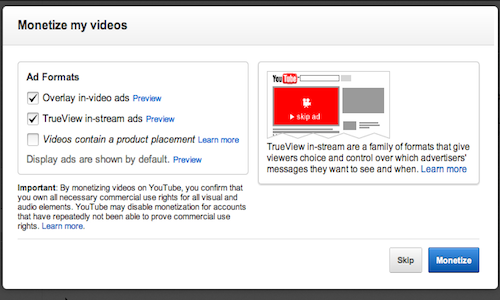 Monetize my videos
Ad Formats
Overlay in-video ads Preview
TrueView in-stream ads Preview
Videos contain a product placement Learn more
Display ads are shown by default. Preview
Important: By monetizing videos on YouTube, you confirm that
you own all necessary commercial use rights for all visual and
audio elements. YouTube may disable monetization for accounts
that have repeatedly not been able to prove commercial use
rights. Learn more.
YouTube
skip ad
TrueView in-stream are a family of formats that give
viewers choice and control over which advertisers'
messages they want to see and when. Learn more
Skip
Monetize